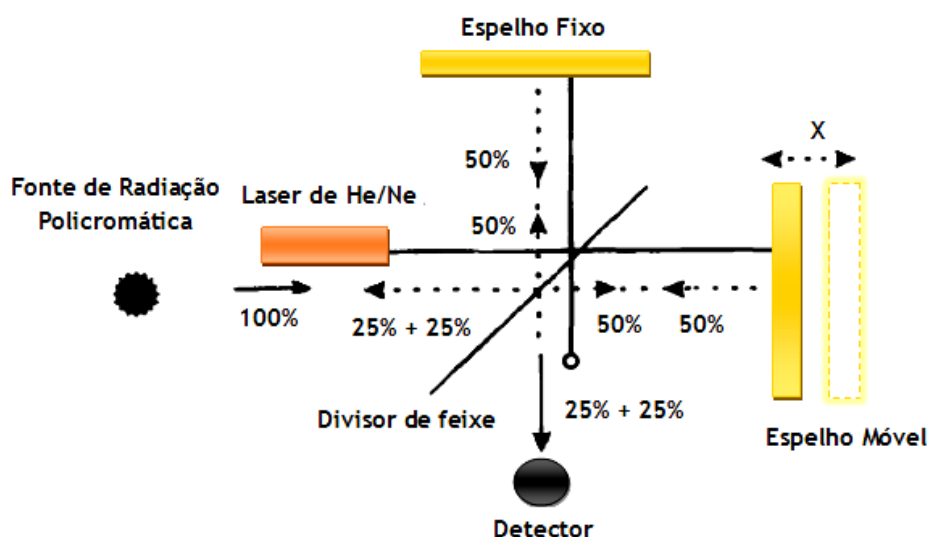 Espelho Fixo
X
50%
Fonte de Radiação
Policromática
Laser de He/Ne
50%
100%
25% + 25%
50%
50%
25% + 25%
Divisor de feixe
Espelho Móvel
Detector